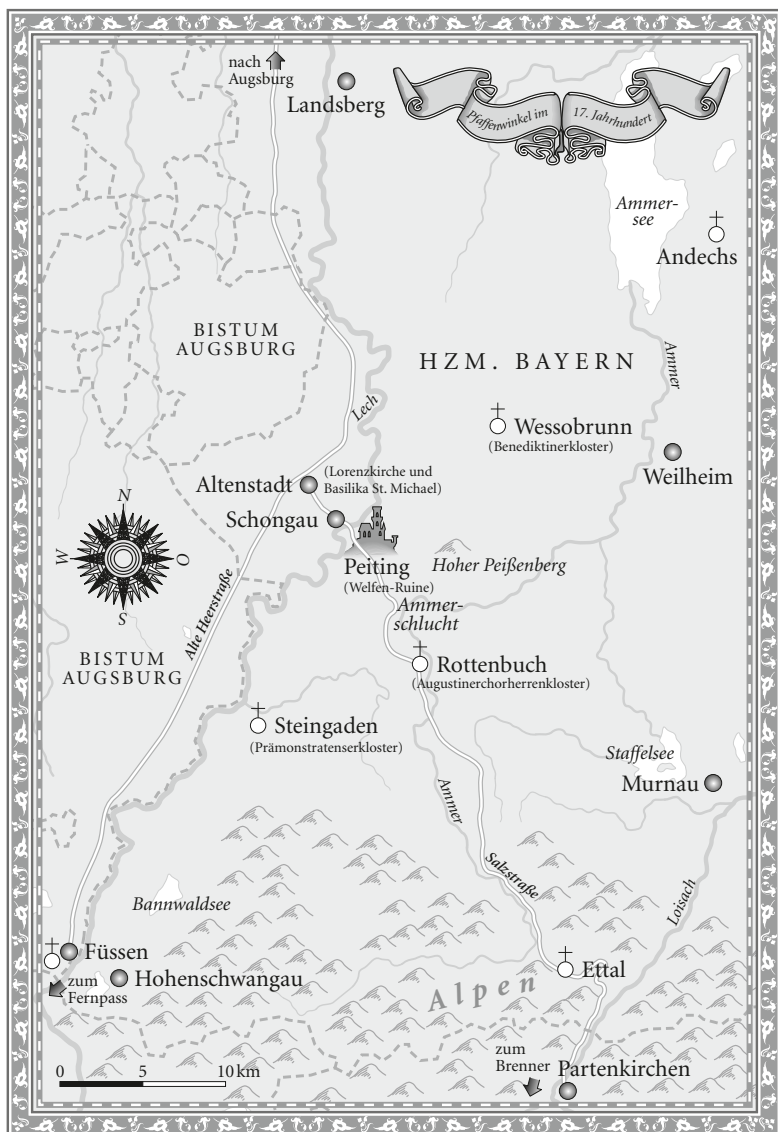 nach
Augsburg
Landsberg
Pfaffenwinkel im 17. Jahrhundert
Ammer-
see
Andechs
BISTUM
AUGSBURG
HZM. BAYERN
Ammer
Lech
Wessobrunn
(Benediktinerkloster)
Weilheim
Altenstadt
(Lorenzkirche und
Basilika St. Michael)
Schongau
N
W
O
S
Peiting
(Welfen-Ruine)
Hoher Peißenberg
Ammer-
schlucht
Alte Heerstraße
BISTUM
AUGSBURG
Rottenbuch
(Augustinerchorherrenkloster)
Steingaden
(Prämonstratenserkloster)
Staffelsee
Murnau
Ammer
Salzstraße
Loisach
Bannwaldsee
Füssen
zum
Fernpass
Hohenschwangau
Ettal
Alpen
zum
Brenner
Partenkirchen
0 5 10 km